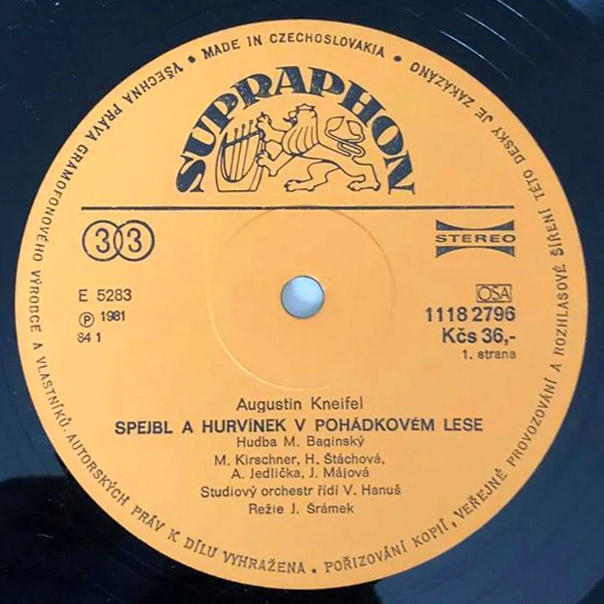 VŠECHNA PRÁVA GRAMOFONOVÉHO VÝROBCE A VLASTNÍKŮ AUTORSKÝCH PRÁV K DÍLU VYHRAŽENA • POŘIZOVÁNÍ KOPIÍ, VEŘEJNÉ PROVOZOVÁNÍ A ROZHLASOVÉ ŠÍŘENÍ TÉTO DESKY JE ZAKÁZÁNO • MADE IN CZECHOSLOVAKIA •
SUPRAPHON
33
STEREO
E 5283
℗ 1981
84 1
OSA
1118 2796
Kčs 36,-
1. strana
Augustin Kneifel
SPEJBL A HURVÍNEK V POHÁDKOVÉM LESE
Hudba M. Baginský
M. Kirschner, H. Štáchová,
A. Jedlička, J. Májová
Studiový orchestr řídí V. Hanuš
Režie J. Šrámek